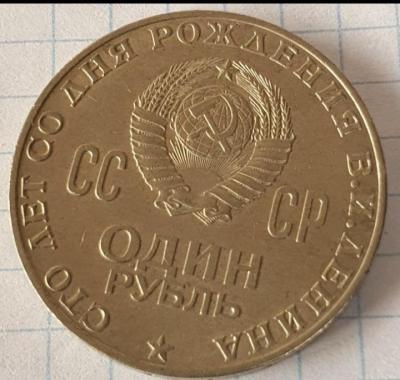 СТО ЛЕТ СО ДНЯ РОЖДЕНИЯ В.И.ЛЕНИНА
СС СР
ОДИН
РУБЛЬ